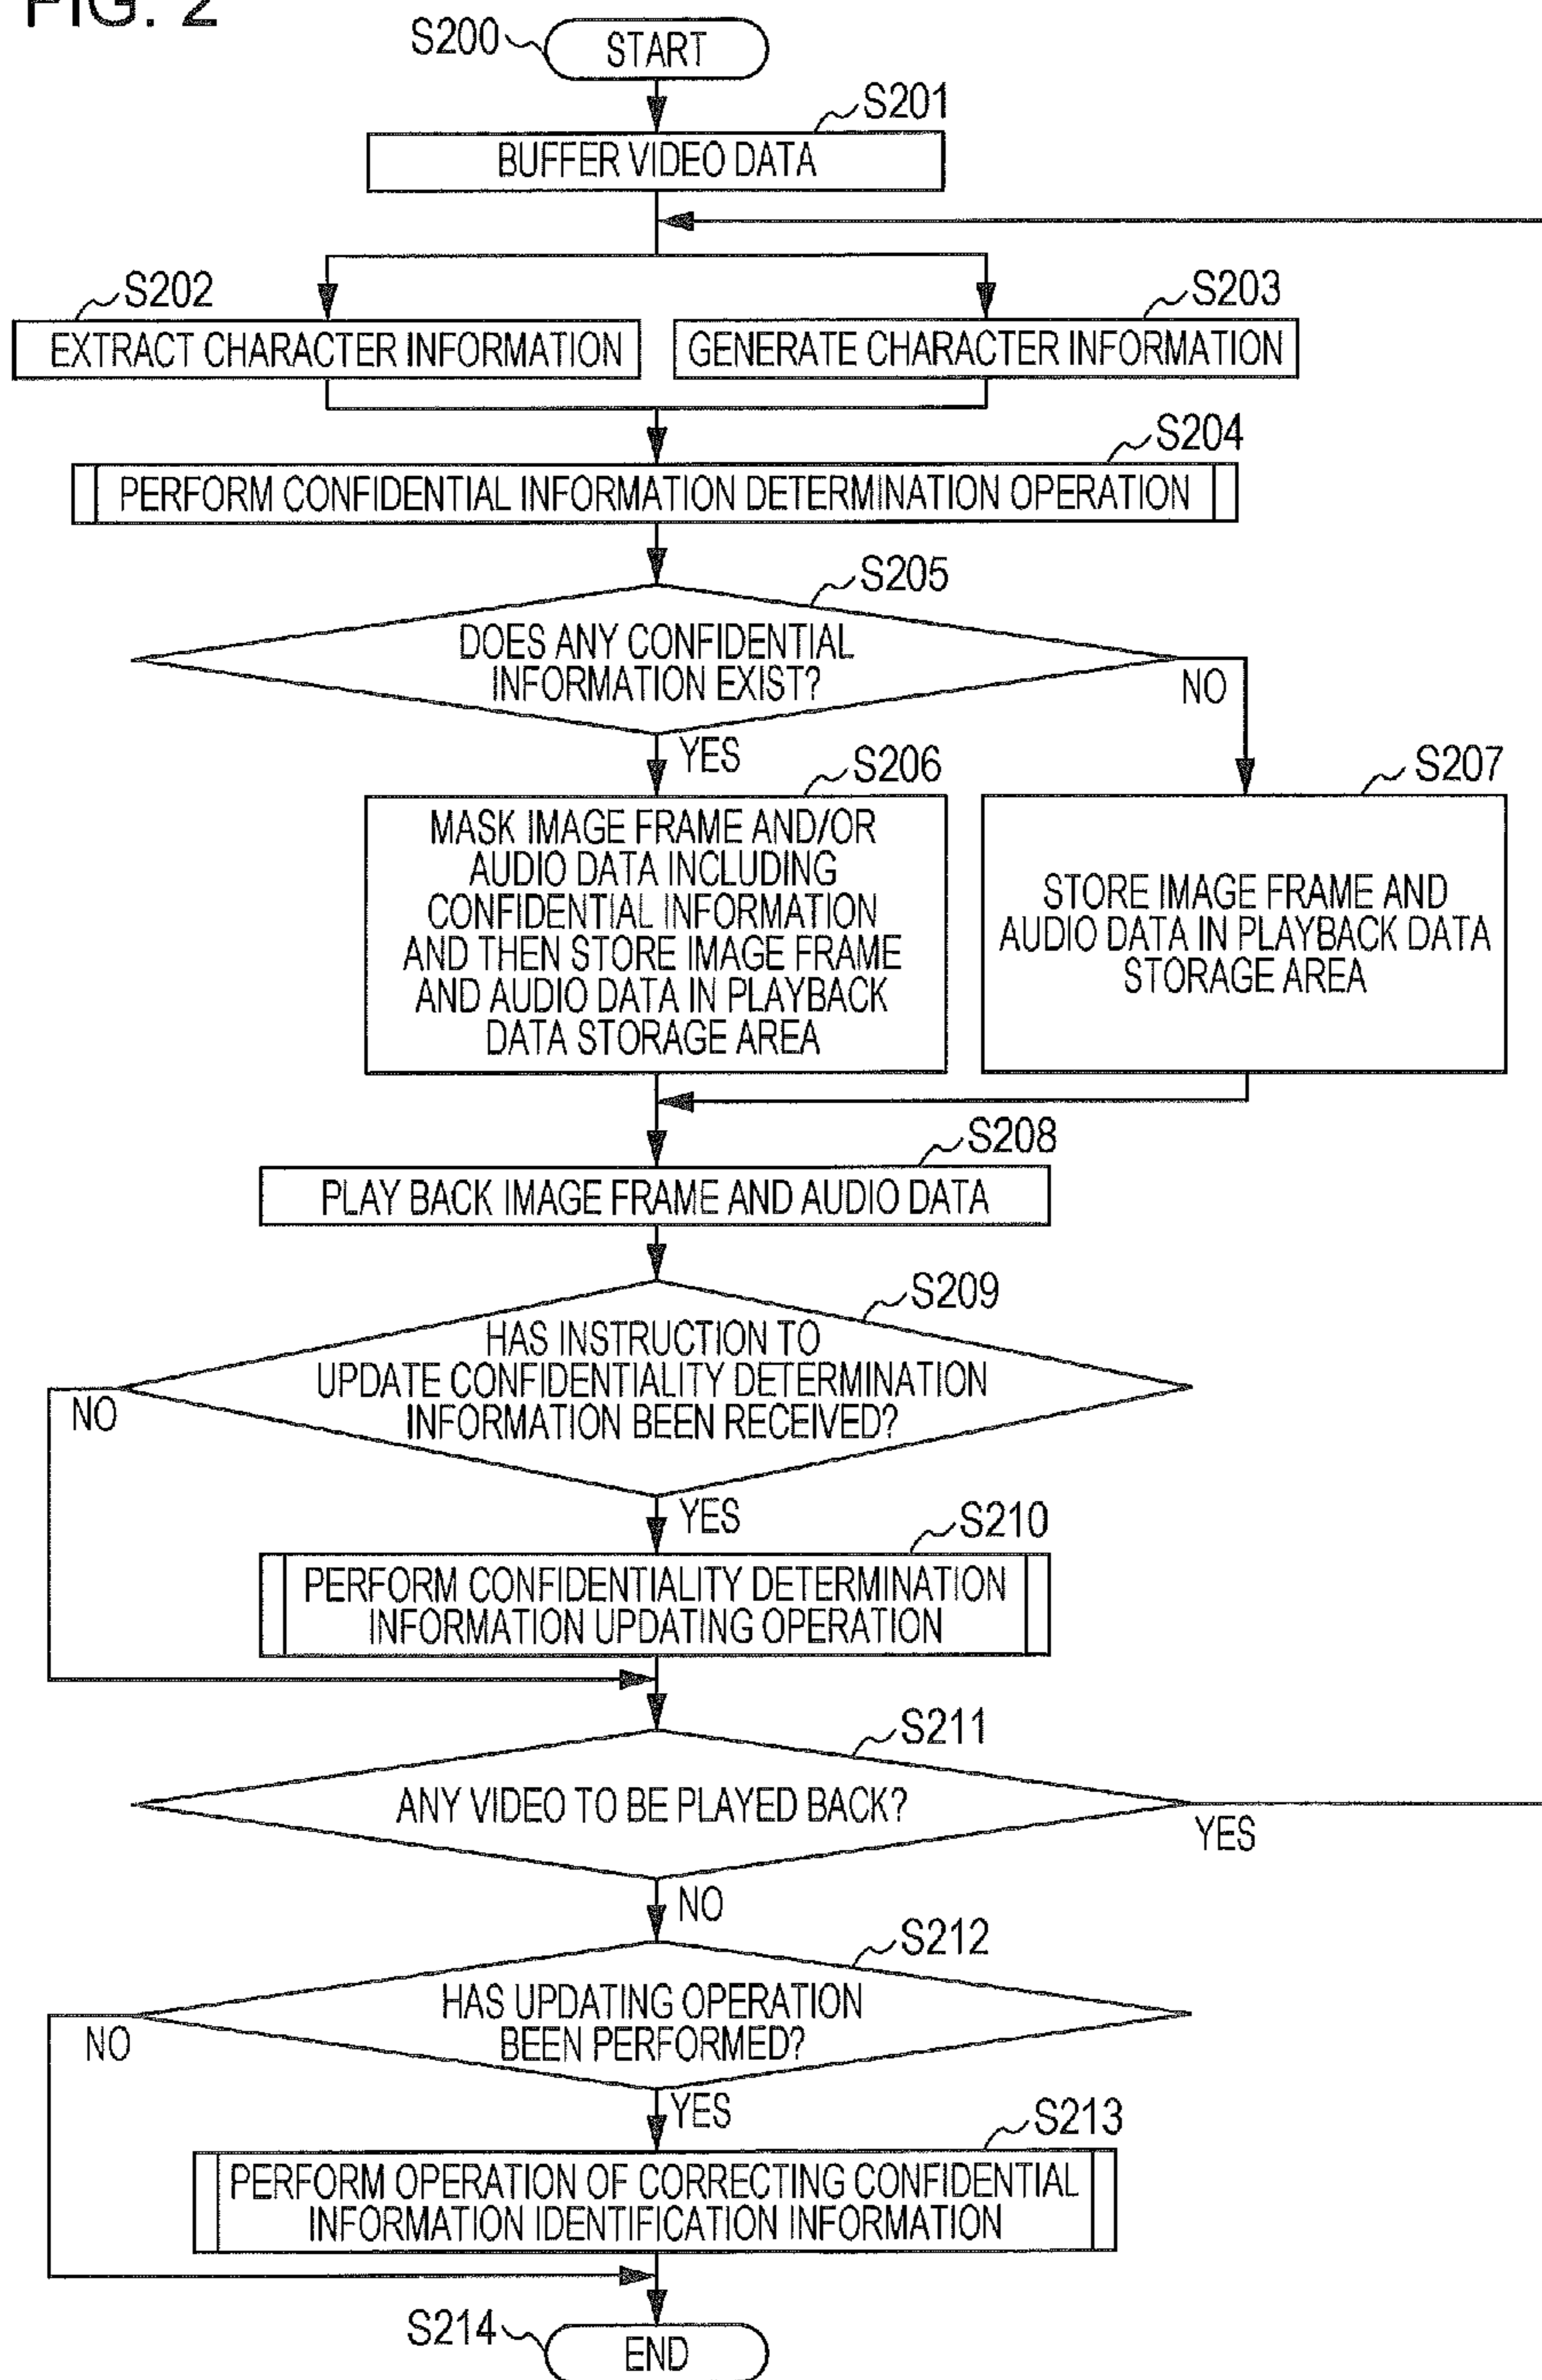 FIG. 2
S200
START
S201
BUFFER VIDEO DATA
S202
EXTRACT CHARACTER INFORMATION
S203
GENERATE CHARACTER INFORMATION
S204
PERFORM CONFIDENTIAL INFORMATION DETERMINATION OPERATION
S205
DOES ANY CONFIDENTIAL
INFORMATION EXIST?
NO
YES
S206
MASK IMAGE FRAME AND/OR
AUDIO DATA INCLUDING
CONFIDENTIAL INFORMATION
AND THEN STORE IMAGE FRAME
AND AUDIO DATA IN PLAYBACK
DATA STORAGE AREA
S207
STORE IMAGE FRAME AND
AUDIO DATA IN PLAYBACK DATA
STORAGE AREA
S208
PLAY BACK IMAGE FRAME AND AUDIO DATA
S209
HAS INSTRUCTION TO
UPDATE CONFIDENTIALITY DETERMINATION
INFORMATION BEEN RECEIVED?
NO
YES
S210
PERFORM CONFIDENTIALITY DETERMINATION
INFORMATION UPDATING OPERATION
S211
ANY VIDEO TO BE PLAYED BACK?
YES
NO
S212
HAS UPDATING OPERATION
BEEN PERFORMED?
NO
YES
S213
PERFORM OPERATION OF CORRECTING CONFIDENTIAL
INFORMATION IDENTIFICATION INFORMATION
S214
END